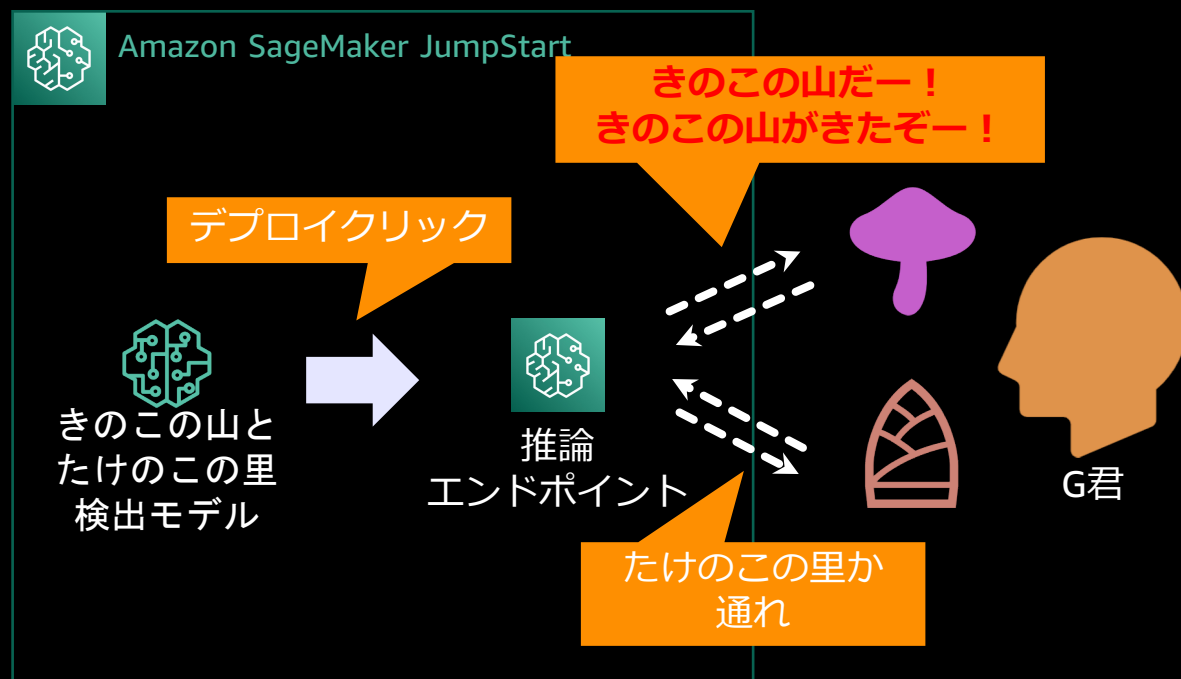 Amazon SageMaker JumpStart
きのこの山だー！
きのこの山がきたぞー！
デプロイクリック
きのこの山と
たけのこの里
検出モデル
推論
エンドポイント
G君
たけのこの里か
通れ